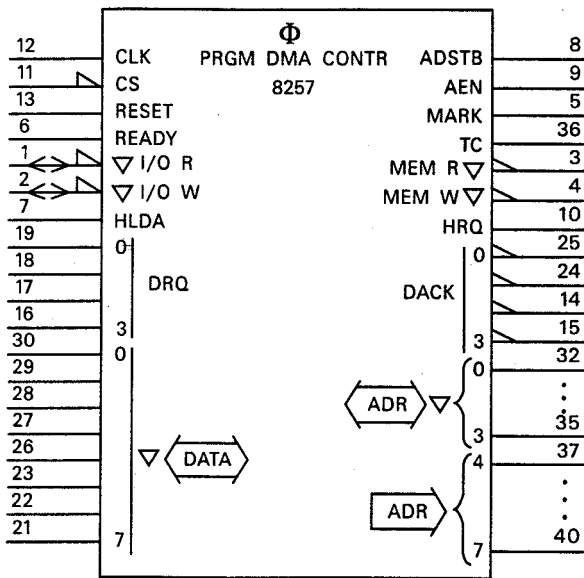 Φ
PRGM DMA CONTR
8257
12 CLK
11 CS
13 RESET
6 READY
1 I/O R
2 I/O W
7 HLDA
19 0
18
17
16 3
DRQ
30 0
29
28
27
26
23
22
21 7
DATA
ADSTB 8
AEN 9
MARK 5
TC 36
MEM R 3
MEM W 4
HRQ 10
0 25
24
14
3 15
DACK
0 32
3 35
ADR
4 37
7 40
ADR